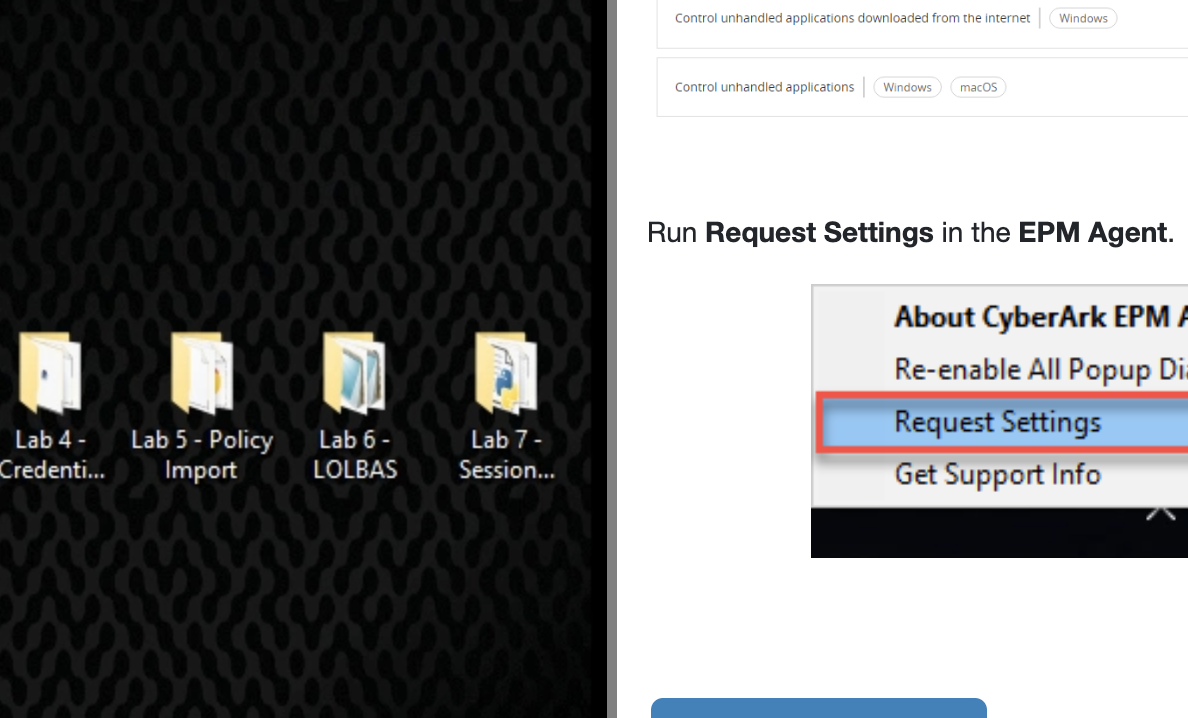 Control unhandled applications downloaded from the internet Windows
Control unhandled applications Windows macOS
Run Request Settings in the EPM Agent.
About CyberArk EPM A
Re-enable All Popup Dia
Request Settings
Get Support Info
Lab 4 -
Credenti...
Lab 5 - Policy
Import
Lab 6 -
LOLBAS
Lab 7 -
Session...